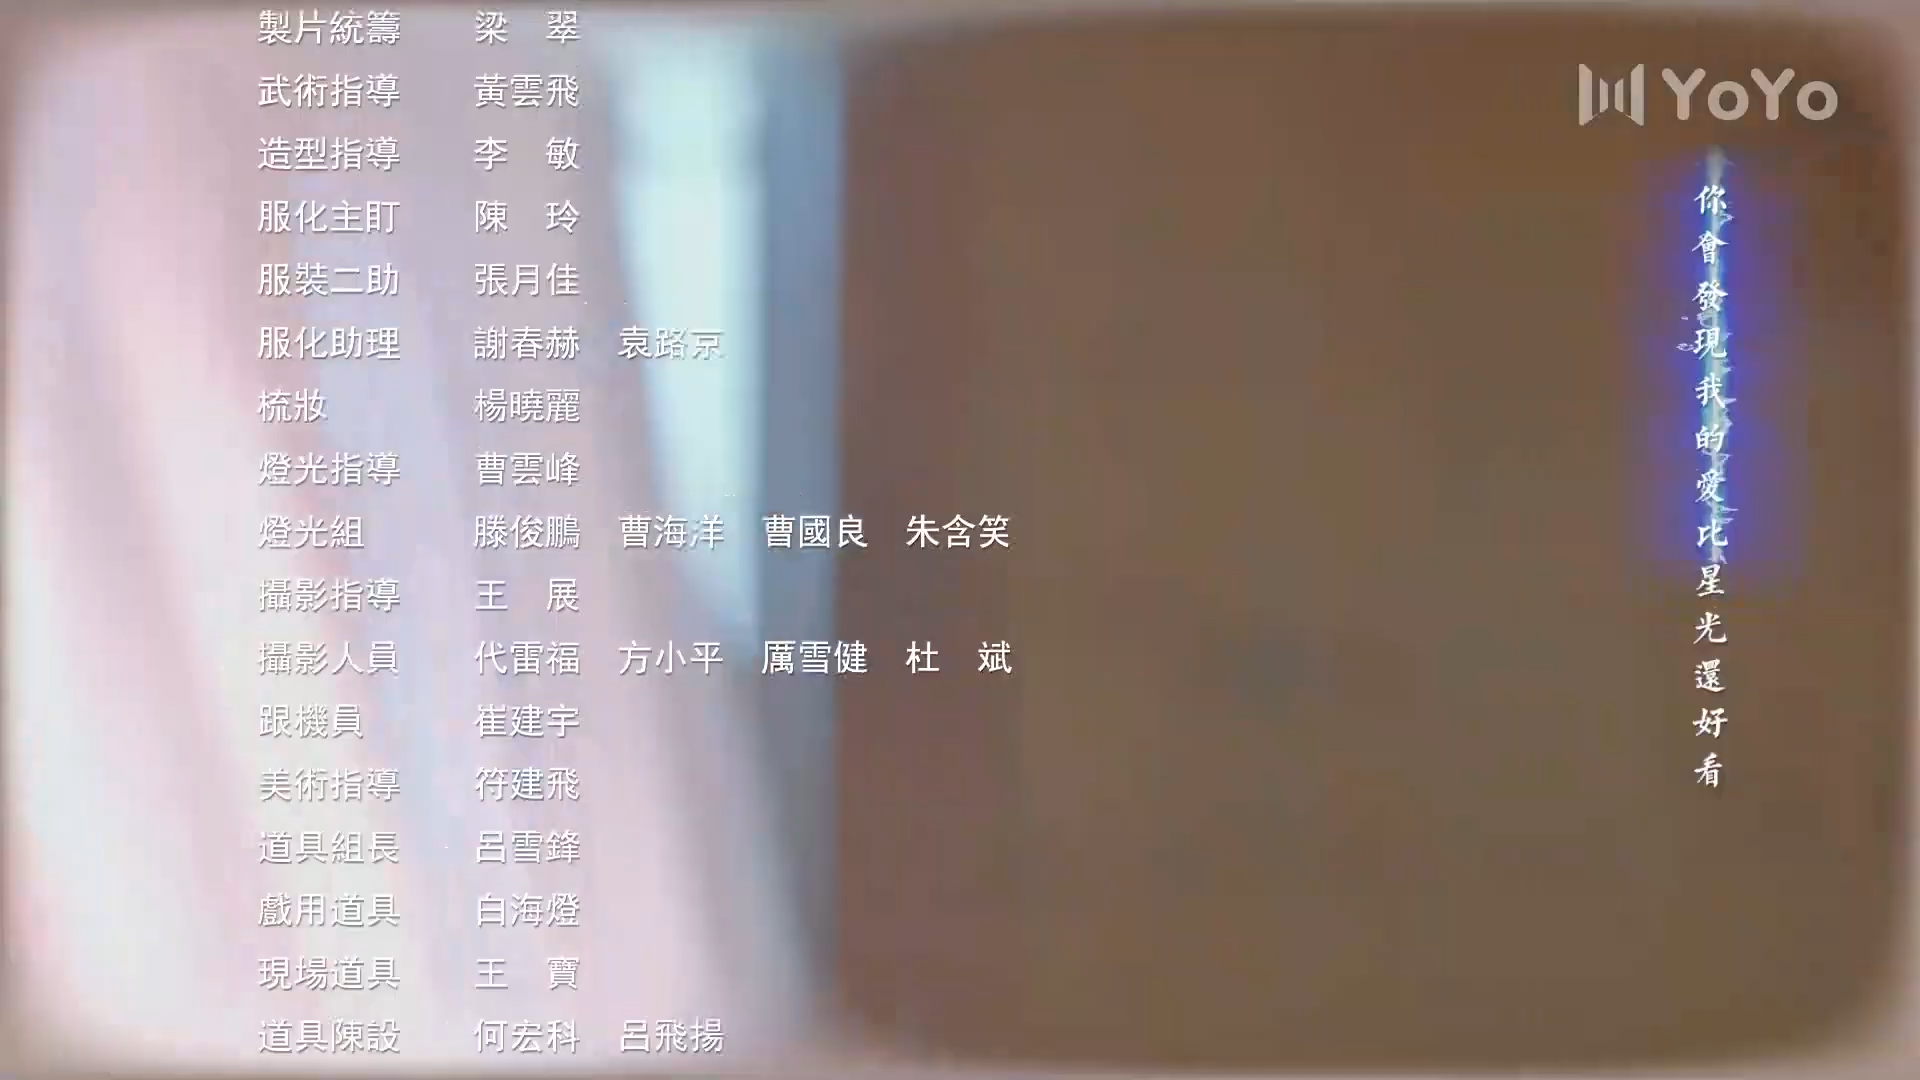 製片統籌 梁 翠
武術指導 黃雲飛
造型指導 李 敏
服化主盯 陳 玲
服裝二助 張月佳
服化助理 謝春赫 袁路京
梳妝 楊曉麗
燈光指導 曹雲峰
燈光組 滕俊鵬 曹海洋 曹國良 朱含笑
攝影指導 王 展
攝影人員 代雷福 方小平 厲雪健 杜 斌
跟機員 崔建宇
美術指導 符建飛
道具組長 呂雪鋒
戲用道具 白海燈
現場道具 王 寶
道具陳設 何宏科 呂飛揚
YoYo
你會發現我的愛比星光還好看